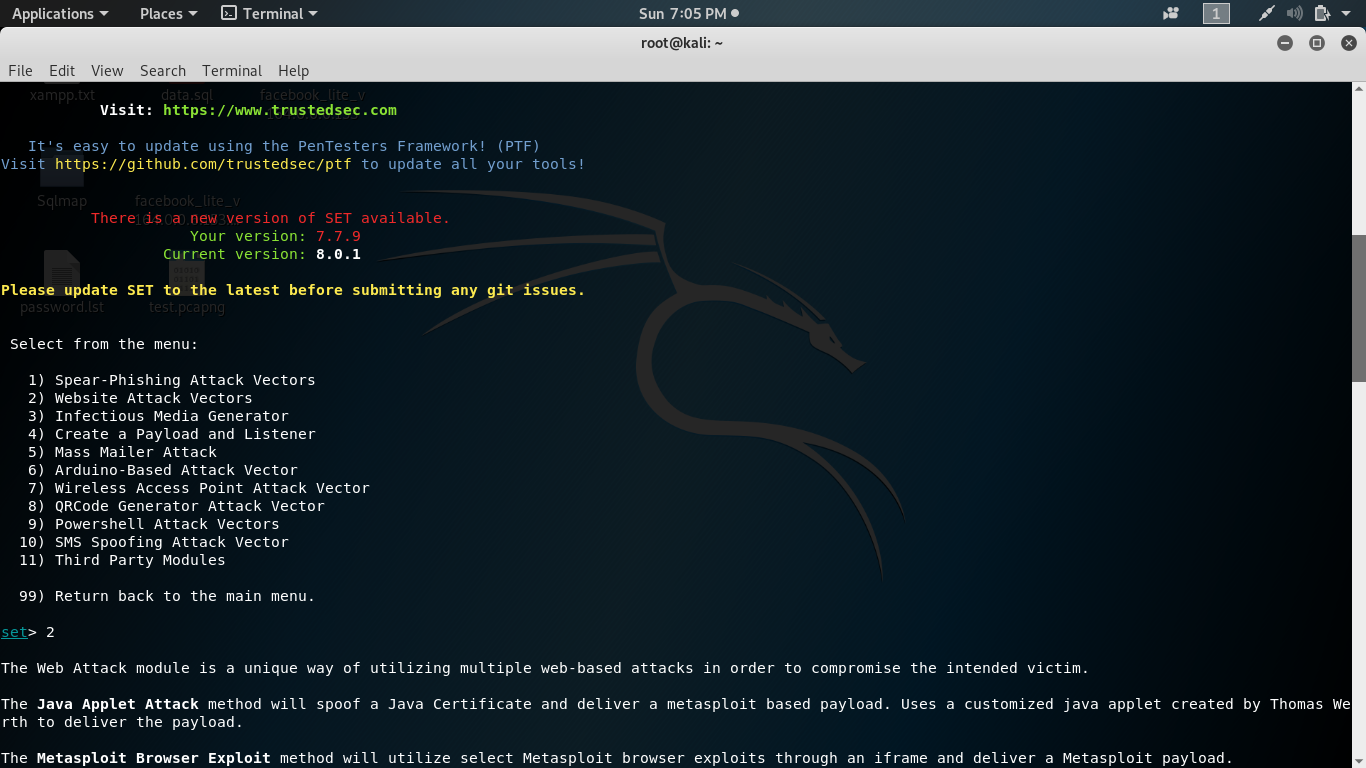 Applications Places Terminal Sun 7:05 PM 1
root@kali: ~
File Edit View Search Terminal Help
xampp.txt data.sql facebook_lite_v
Visit: https://www.trustedsec.com
It's easy to update using the PenTesters Framework! (PTF)
Visit https://github.com/trustedsec/ptf to update all your tools!
Sqlmap facebook_lite_v
There is a new version of SET available.
Your version: 7.7.9
Current version: 8.0.1
Please update SET to the latest before submitting any git issues.
password.lst test.pcapng
Select from the menu:
1) Spear-Phishing Attack Vectors
2) Website Attack Vectors
3) Infectious Media Generator
4) Create a Payload and Listener
5) Mass Mailer Attack
6) Arduino-Based Attack Vector
7) Wireless Access Point Attack Vector
8) QRCode Generator Attack Vector
9) Powershell Attack Vectors
10) SMS Spoofing Attack Vector
11) Third Party Modules
99) Return back to the main menu.
set> 2
The Web Attack module is a unique way of utilizing multiple web-based attacks in order to compromise the intended victim.
The Java Applet Attack method will spoof a Java Certificate and deliver a metasploit based payload. Uses a customized java applet created by Thomas We
rth to deliver the payload.
The Metasploit Browser Exploit method will utilize select Metasploit browser exploits through an iframe and deliver a Metasploit payload.